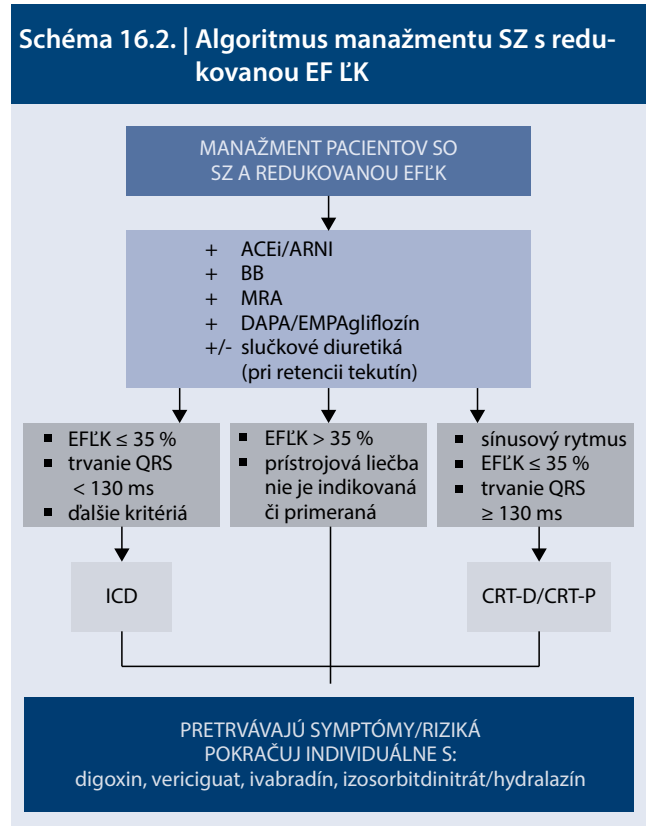 Schéma 16.2. | Algoritmus manažmentu SZ s redu-
kovanou EF ĽK
MANAŽMENT PACIENTOV SO
SZ A REDUKOVANOU EFĽK
+ ACEi/ARNI
+ BB
+ MRA
+ DAPA/EMPAgliflozín
+/- slučkové diuretiká
(pri retencii tekutín)
▪ EFĽK ≤ 35 %
▪ trvanie QRS
< 130 ms
▪ ďalšie kritériá
▪ EFĽK > 35 %
▪ prístrojová liečba
nie je indikovaná
či primeraná
▪ sínusový rytmus
▪ EFĽK ≤ 35 %
▪ trvanie QRS
≥ 130 ms
ICD
CRT-D/CRT-P
PRETRVÁVAJÚ SYMPTÓMY/RIZIKÁ
POKRAČUJ INDIVIDUÁLNE S:
digoxin, vericiguat, ivabradín, izosorbitdinitrát/hydralazín